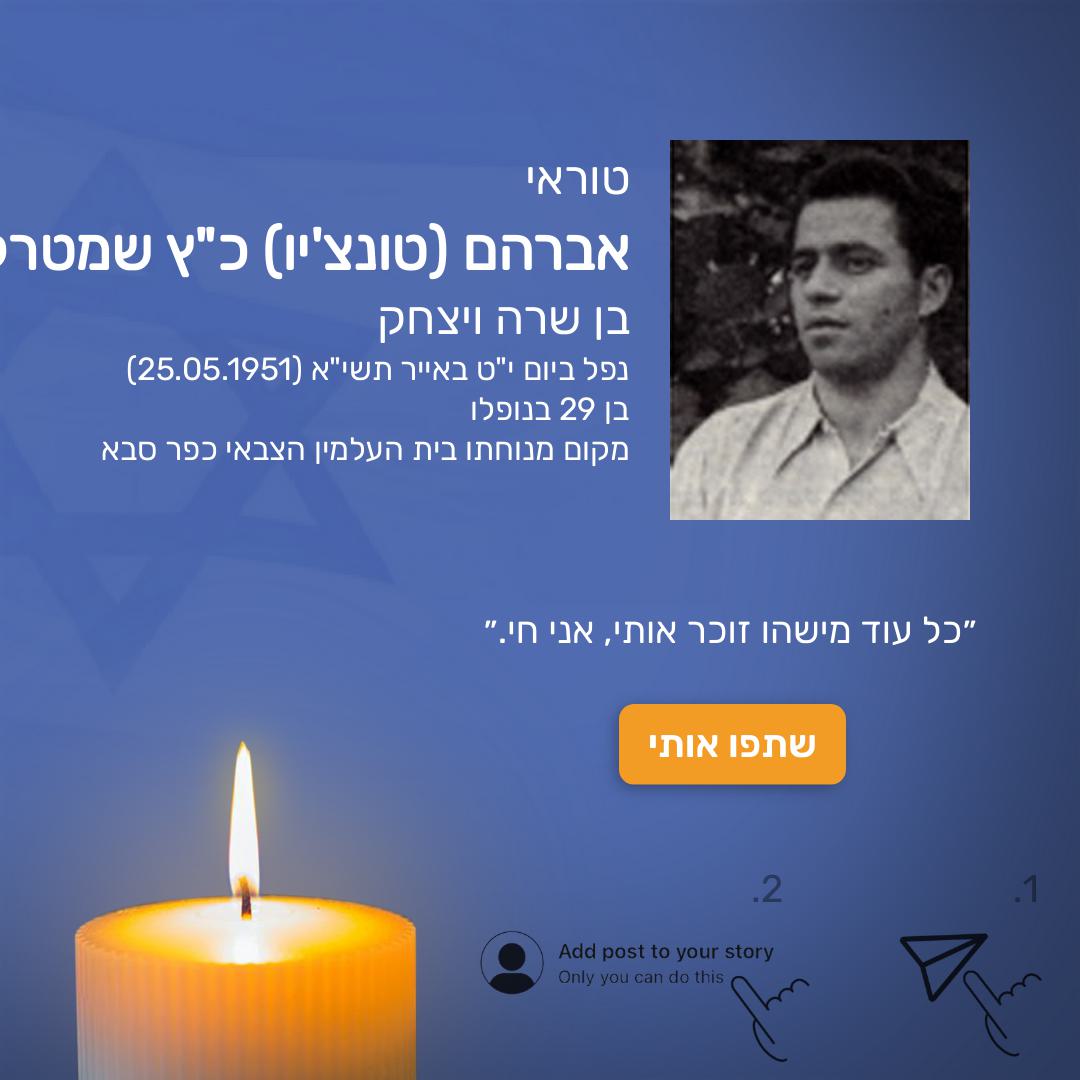 טוראי
אברהם (טונצ'יו) כ"ץ שמטר
בן שרה ויצחק
נפל ביום י"ט באייר תשי"א (25.05.1951)
בן 29 בנופלו
מקום מנוחתו בית העלמין הצבאי כפר סבא
״כל עוד מישהו זוכר אותי, אני חי.״
שתפו אותי
1.
2.
Add post to your story
Only you can do this